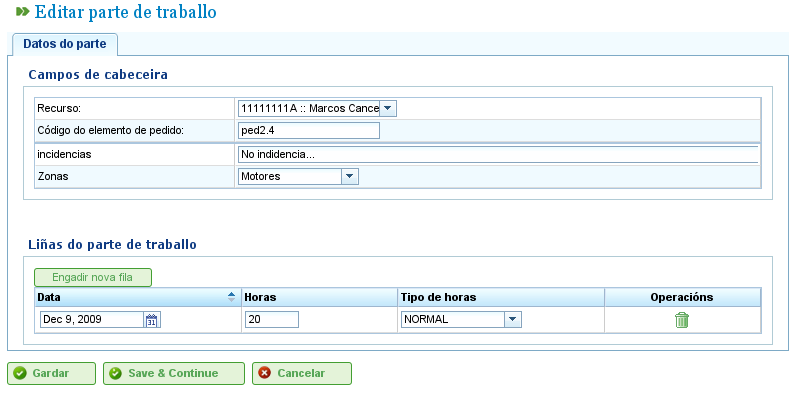 Editar parte de traballo
Datos do parte
Campos de cabeceira
Recurso: 11111111A :: Marcos Cance
Código do elemento de pedido: ped2.4
incidencias No indidencia...
Zonas Motores
Liñas do parte de traballo
Engadir nova fila
Data Horas Tipo de horas Operacións
Dec 9, 2009 31 20 NORMAL
Gardar Save & Continue Cancelar